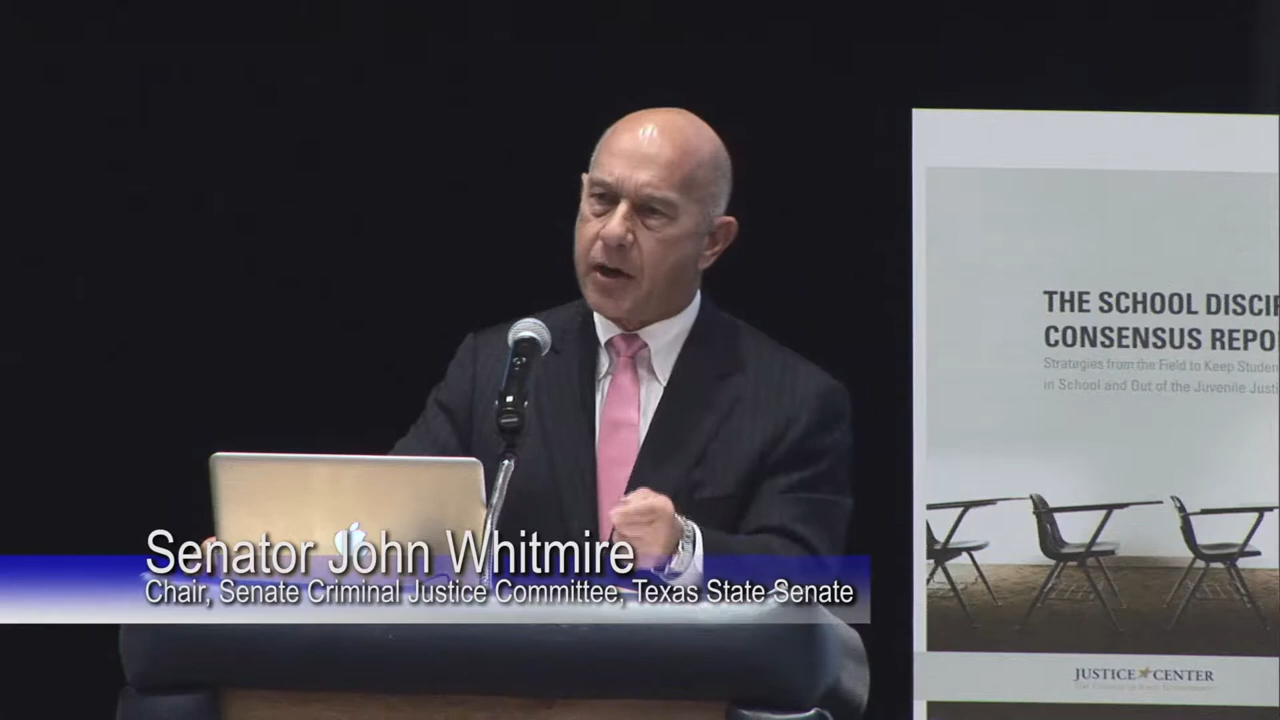 Senator John Whitmire
Chair, Senate Criminal Justice Committee, Texas State Senate
THE SCHOOL DISCIP
CONSENSUS REPO
Strategies from the Field to Keep Studen
in School and Out of the Juvenile Justi
JUSTICE CENTER